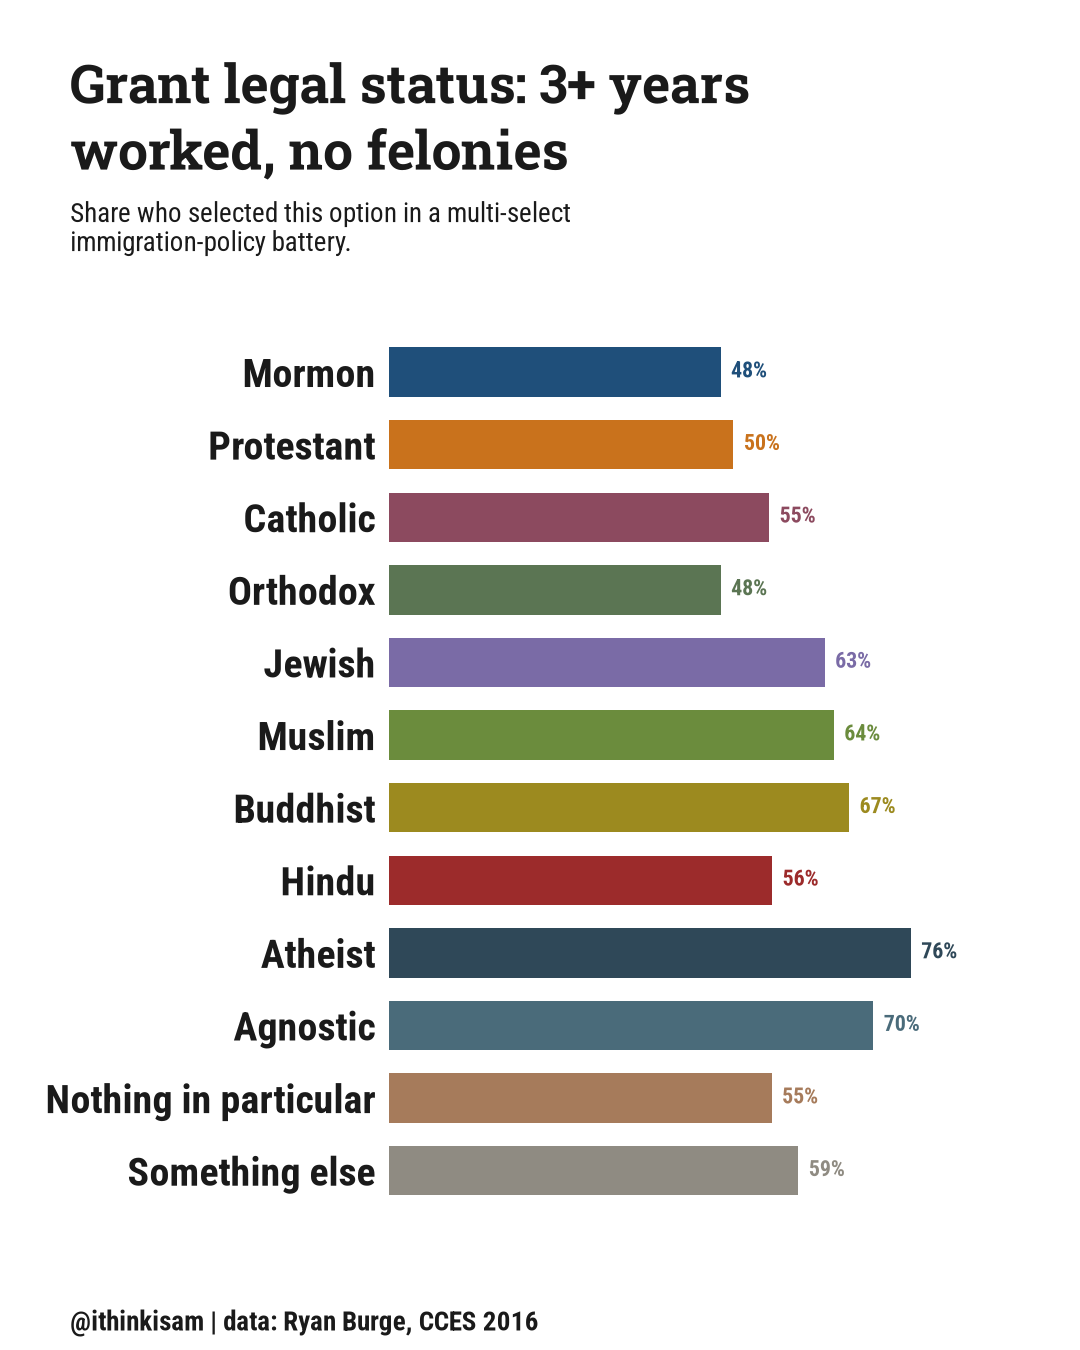 Grant legal status: 3+ years
worked, no felonies
Share who selected this option in a multi-select
immigration-policy battery.
Mormon 48%
Protestant 50%
Catholic 55%
Orthodox 48%
Jewish 63%
Muslim 64%
Buddhist 67%
Hindu 56%
Atheist 76%
Agnostic 70%
Nothing in particular 55%
Something else 59%
@ithinkisam | data: Ryan Burge, CCES 2016